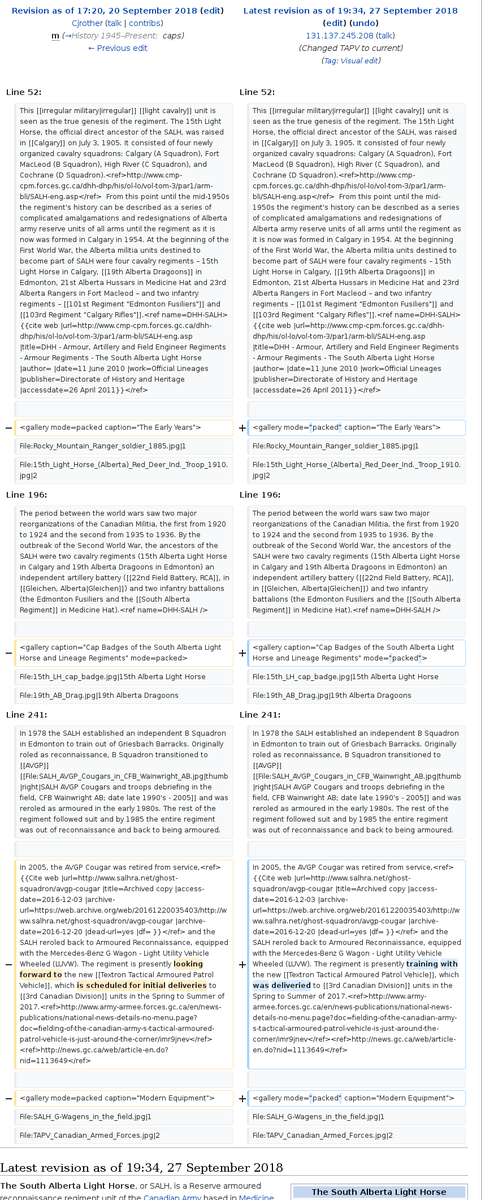 Revision as of 17:20, 20 September 2018 (edit)
Cjrother (talk | contribs)
m (→History 1945–Present: caps)
← Previous edit
Latest revision as of 19:34, 27 September 2018
(edit) (undo)
131.137.245.208 (talk)
(Changed TAPV to current)
(Tag: Visual edit)
Line 52:
This [[irregular military|irregular]] [[light cavalry]] unit is
seen as the true genesis of the regiment. The 15th Light
Horse, the official direct ancestor of the SALH, was raised
in [[Calgary]] on July 3, 1905. It consisted of four newly
organized cavalry squadrons: Calgary (A Squadron), Fort
MacLeod (B Squadron), High River (C Squadron), and
Cochrane (D Squadron).<ref>http://www.cmp-
cpm.forces.gc.ca/dhh-dhp/his/ol-lo/vol-tom-3/par1/arm-
bli/SALH-eng.asp</ref>  From this point until the mid-1950s
the regiment's history can be described as a series of
complicated amalgamations and redesignations of Alberta
army reserve units of all arms until the regiment as it is
now was formed in Calgary in 1954. At the beginning of the
First World War, the Alberta militia units destined to
become part of SALH were four cavalry regiments – 15th
Light Horse in Calgary, [[19th Alberta Dragoons]] in
Edmonton, 21st Alberta Hussars in Medicine Hat and 23rd
Alberta Rangers in Fort Macleod – and two infantry
regiments – [[101st Regiment "Edmonton Fusiliers"]] and
[[103rd Regiment "Calgary Rifles"]].<ref name=DHH-SALH>
{{cite web |url=http://www.cmp-cpm.forces.gc.ca/dhh-
dhp/his/ol-lo/vol-tom-3/par1/arm-bli/SALH-eng.asp
|title=DHH - Armour, Artillery and Field Engineer Regiments
- Armour Regiments - The South Alberta Light Horse
|author= |date=11 June 2010 |work=Official Lineages
|publisher=Directorate of History and Heritage
|accessdate=26 April 2011}}</ref>
− <gallery mode=packed caption="The Early Years">
File:Rocky_Mountain_Ranger_soldier_1885.jpg|1
File:15th_Light_Horse_(Alberta)_Red_Deer_Ind._Troop_1910.
jpg|2
Line 52:
This [[irregular military|irregular]] [[light cavalry]] unit is
seen as the true genesis of the regiment. The 15th Light
Horse, the official direct ancestor of the SALH, was raised
in [[Calgary]] on July 3, 1905. It consisted of four newly
organized cavalry squadrons: Calgary (A Squadron), Fort
MacLeod (B Squadron), High River (C Squadron), and
Cochrane (D Squadron).<ref>http://www.cmp-
cpm.forces.gc.ca/dhh-dhp/his/ol-lo/vol-tom-3/par1/arm-
bli/SALH-eng.asp</ref>  From this point until the mid-
1950s the regiment's history can be described as a series of
complicated amalgamations and redesignations of Alberta
army reserve units of all arms until the regiment as
it is now was formed in Calgary in 1954. At the beginning
of the First World War, the Alberta militia units destined to
become part of SALH were four cavalry regiments – 15th
Light Horse in Calgary, [[19th Alberta Dragoons]] in
Edmonton, 21st Alberta Hussars in Medicine Hat and 23rd
Alberta Rangers in Fort Macleod – and two infantry
regiments – [[101st Regiment "Edmonton Fusiliers"]] and
[[103rd Regiment "Calgary Rifles"]].<ref name=DHH-SALH>
{{cite web |url=http://www.cmp-cpm.forces.gc.ca/dhh-
dhp/his/ol-lo/vol-tom-3/par1/arm-bli/SALH-eng.asp
|title=DHH - Armour, Artillery and Field Engineer Regiments
- Armour Regiments - The South Alberta Light Horse
|author= |date=11 June 2010 |work=Official Lineages
|publisher=Directorate of History and Heritage
|accessdate=26 April 2011}}</ref>
+ <gallery mode="packed" caption="The Early Years">
File:Rocky_Mountain_Ranger_soldier_1885.jpg|1
File:15th_Light_Horse_(Alberta)_Red_Deer_Ind._Troop_1910.
jpg|2
Line 196:
The period between the world wars saw two major
reorganizations of the Canadian Militia, the first from 1920
to 1924 and the second from 1935 to 1936. By the
outbreak of the Second World War, the ancestors of the
SALH were two cavalry regiments (15th Alberta Light Horse
in Calgary and 19th Alberta Dragoons in Edmonton) an
independent artillery battery ([[22nd Field Battery, RCA]], in
[[Gleichen, Alberta|Gleichen]]) and two infantry
battalions (the Edmonton Fusiliers and the [[South Alberta
Regiment]] in Medicine Hat).<ref name=DHH-SALH />
− <gallery caption="Cap Badges of the South Alberta Light
Horse and Lineage Regiments" mode=packed>
File:15th_LH_cap_badge.jpg|15th Alberta Light Horse
File:19th_AB_Drag.jpg|19th Alberta Dragoons
Line 196:
The period between the world wars saw two major
reorganizations of the Canadian Militia, the first from 1920
to 1924 and the second from 1935 to 1936. By the
outbreak of the Second World War, the ancestors of the
SALH were two cavalry regiments (15th Alberta Light Horse
in Calgary and 19th Alberta Dragoons in Edmonton) an
independent artillery battery ([[22nd Field Battery, RCA]],
in [[Gleichen, Alberta|Gleichen]]) and two infantry
battalions (the Edmonton Fusiliers and the [[South Alberta
Regiment]] in Medicine Hat).<ref name=DHH-SALH />
+ <gallery caption="Cap Badges of the South Alberta Light
Horse and Lineage Regiments" mode="packed">
File:15th_LH_cap_badge.jpg|15th Alberta Light Horse
File:19th_AB_Drag.jpg|19th Alberta Dragoons
Line 241:
In 1978 the SALH established an independent B Squadron
in Edmonton to train out of Griesbach Barracks. Originally
roled as reconnaissance, B Squadron transitioned to
[[AVGP]]
[[File:SALH_AVGP_Cougars_in_CFB_Wainwright_AB.jpg|thumb
|right|SALH AVGP Cougars and troops debriefing in the
field, CFB Wainwright, AB; date late 1990's - 2005]] and was
reroled as armoured in the early 1980s. The rest of the
regiment followed suit and by 1985 the entire regiment
was out of reconnaissance and back to being armoured.
− In 2005, the AVGP Cougar was retired from service,<ref>
{{Cite web |url=http://www.salhra.net/ghost-
squadron/avgp-cougar |title=Archived copy |access-
date=2016-12-03 |archive-
url=https://web.archive.org/web/20161220035403/http://w
ww.salhra.net/ghost-squadron/avgp-cougar |archive-
date=2016-12-20 |dead-url=yes |df= }}</ref> and the
SALH reroled back to Armoured Reconnaissance, equipped
with the Mercedes-Benz G Wagon - Light Utility Vehicle
Wheeled (LUVW). The regiment is presently looking
forward to the new [[Textron Tactical Armoured Patrol
Vehicle]], which is scheduled for initial deliveries to
[[3rd Canadian Division]] units in the Spring to Summer of
2017.<ref>http://www.army-armee.forces.gc.ca/en/news-
publications/national-news-details-no-menu.page?
doc=fielding-of-the-canadian-army-s-tactical-armoured-
patrol-vehicle-is-just-around-the-corner/imr9jnev</ref>
<ref>http://news.gc.ca/web/article-en.do?
nid=1113649</ref>
− <gallery mode=packed caption="Modern Equipment">
File:SALH_G-Wagens_in_the_field.jpg|1
File:TAPV_Canadian_Armed_Forces.jpg|2
Line 241:
In 1978 the SALH established an independent B Squadron
in Edmonton to train out of Griesbach Barracks. Originally
roled as reconnaissance, B Squadron transitioned to
[[AVGP]]
[[File:SALH_AVGP_Cougars_in_CFB_Wainwright_AB.jpg|thumb
|right|SALH AVGP Cougars and troops debriefing in the
field, CFB Wainwright, AB; date late 1990's - 2005]] and was
reroled as armoured in the early 1980s. The rest of the
regiment followed suit and by 1985 the entire regiment
was out of reconnaissance and back to being armoured.
+ In 2005, the AVGP Cougar was retired from service,<ref>
{{Cite web |url=http://www.salhra.net/ghost-
squadron/avgp-cougar |title=Archived copy |access-
date=2016-12-03 |archive-
url=https://web.archive.org/web/20161220035403/http://w
ww.salhra.net/ghost-squadron/avgp-cougar |archive-
date=2016-12-20 |dead-url=yes |df= }}</ref> and the
SALH reroled back to Armoured Reconnaissance, equipped
with the Mercedes-Benz G Wagon - Light Utility Vehicle
Wheeled (LUVW). The regiment is presently training with
the new [[Textron Tactical Armoured Patrol Vehicle]], which
was delivered to [[3rd Canadian Division]] units in the
Spring to Summer of 2017.<ref>http://www.army-
armee.forces.gc.ca/en/news-publications/national-news-
details-no-menu.page?doc=fielding-of-the-canadian-army-
s-tactical-armoured-patrol-vehicle-is-just-around-the-
corner/imr9jnev</ref><ref>http://news.gc.ca/web/article-
en.do?nid=1113649</ref>
+ <gallery mode="packed" caption="Modern Equipment">
File:SALH_G-Wagens_in_the_field.jpg|1
File:TAPV_Canadian_Armed_Forces.jpg|2
Latest revision as of 19:34, 27 September 2018
The South Alberta Light Horse, or SALH, is a Reserve armoured
reconnaissance regiment unit of the Canadian Army based in Medicine
The South Alberta Light Horse